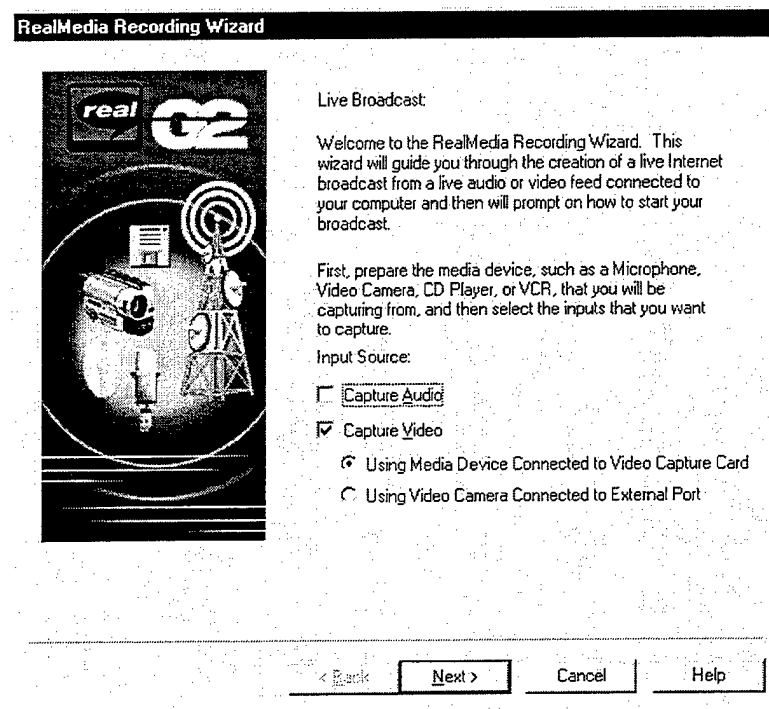 RealMedia Recording Wizard
real
G2
Live Broadcast:
Welcome to the RealMedia Recording Wizard. This
wizard will guide you through the creation of a live Internet
broadcast from a live audio or video feed connected to
your computer and then will prompt on how to start your
broadcast.
First, prepare the media device, such as a Microphone,
Video Camera, CD Player, or VCR, that you will be
capturing from, and then select the inputs that you want
to capture.
Input Source:
Capture Audio
Capture Video
Using Media Device Connected to Video Capture Card
Using Video Camera Connected to External Port
< Back
Next >
Cancel
Help